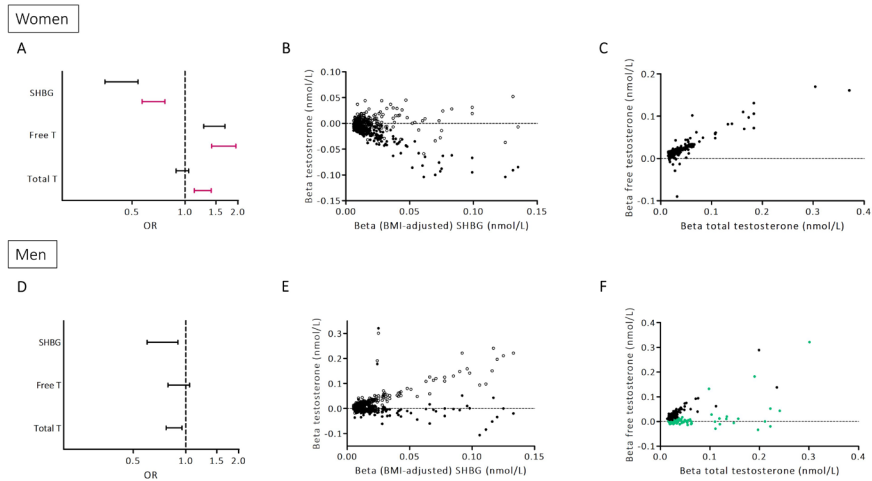 Women
A
SHBG
Free T
Total T
0.5
1.0
1.5
2.0
OR
B
Beta testosterone (nmol/L)
0.10
0.05
0.00
-0.05
-0.10
-0.15
0.00
0.05
0.10
0.15
Beta (BMI-adjusted) SHBG (nmol/L)
C
Beta free testosterone (nmol/L)
0.2
0.1
0.0
-0.1
0.0
0.1
0.2
0.3
0.4
Beta total testosterone (nmol/L)
Men
D
SHBG
Free T
Total T
0.5
1.0
1.5
2.0
OR
E
Beta testosterone (nmol/L)
0.3
0.2
0.1
0.0
-0.1
0.00
0.05
0.10
0.15
Beta (BMI-adjusted) SHBG (nmol/L)
F
Beta free testosterone (nmol/L)
0.4
0.3
0.2
0.1
0.0
-0.1
0.0
0.1
0.2
0.3
0.4
Beta total testosterone (nmol/L)